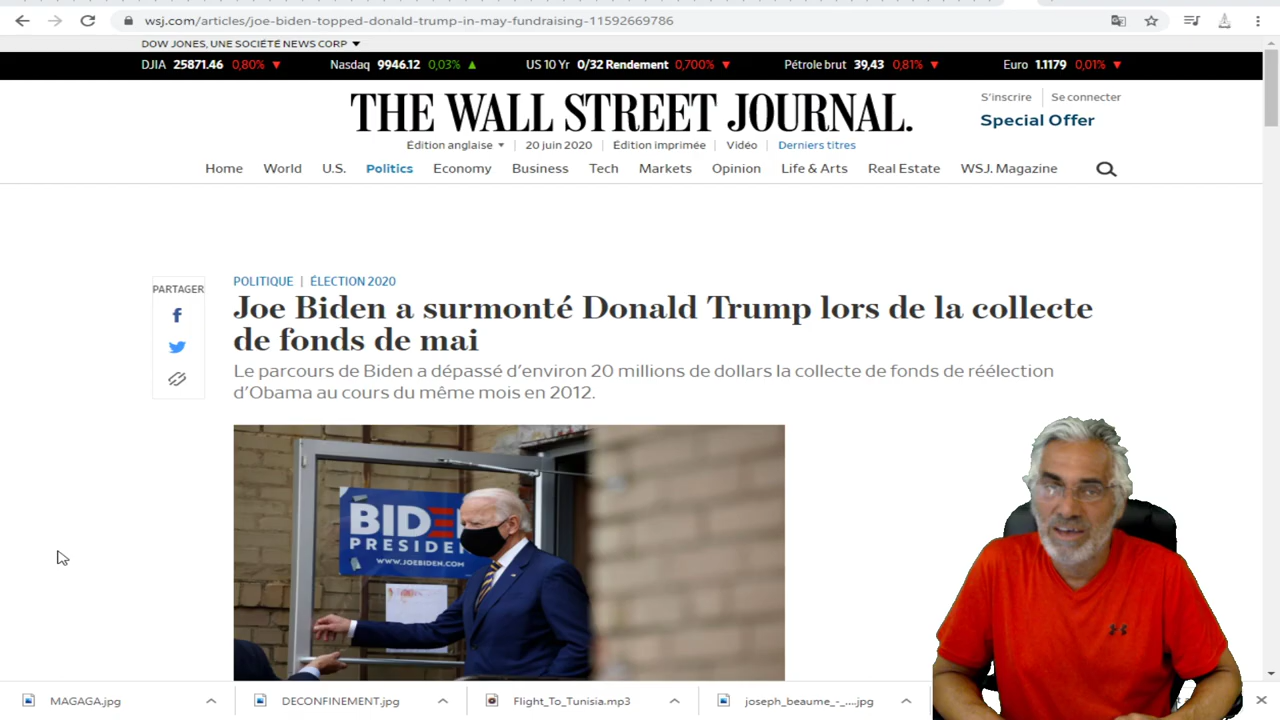 wsj.com/articles/joe-biden-topped-donald-trump-in-may-fundraising-11592669786
DOW JONES, UNE SOCIÉTÉ NEWS CORP
DJIA 25871.46 0,80% Nasdaq 9946.12 0,03% US 10 Yr 0/32 Rendement 0,700% Pétrole brut 39,43 0,81% Euro 1.1179 0,01%
THE WALL STREET JOURNAL.
S'inscrire Se connecter
Special Offer
Édition anglaise 20 juin 2020 Édition imprimée Vidéo Derniers titres
Home World U.S. Politics Economy Business Tech Markets Opinion Life & Arts Real Estate WSJ. Magazine
PARTAGER
POLITIQUE | ÉLECTION 2020
Joe Biden a surmonté Donald Trump lors de la collecte
de fonds de mai
Le parcours de Biden a dépassé d'environ 20 millions de dollars la collecte de fonds de réélection
d'Obama au cours du même mois en 2012.
BIDE
PRESIDE
WWW.JOEBIDEN.COM
MAGAGA.jpg DECONFINEMENT.jpg Flight_To_Tunisia.mp3 joseph_beaume_-_....jpg